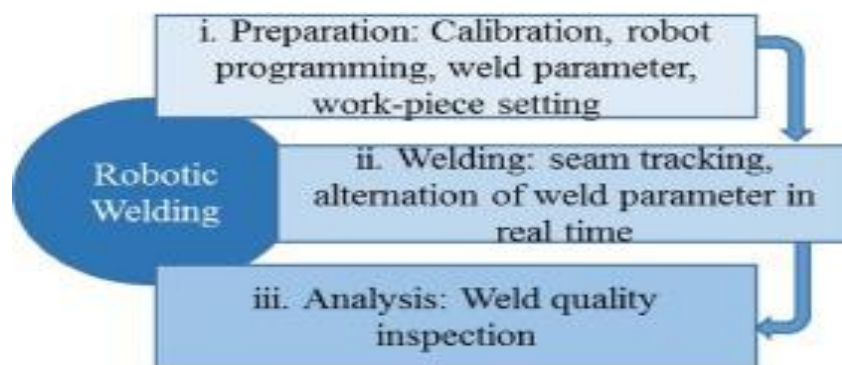 i. Preparation: Calibration, robot
programming, weld parameter,
work-piece setting
Robotic
Welding
ii. Welding: seam tracking,
alternation of weld parameter in
real time
iii. Analysis: Weld quality
inspection